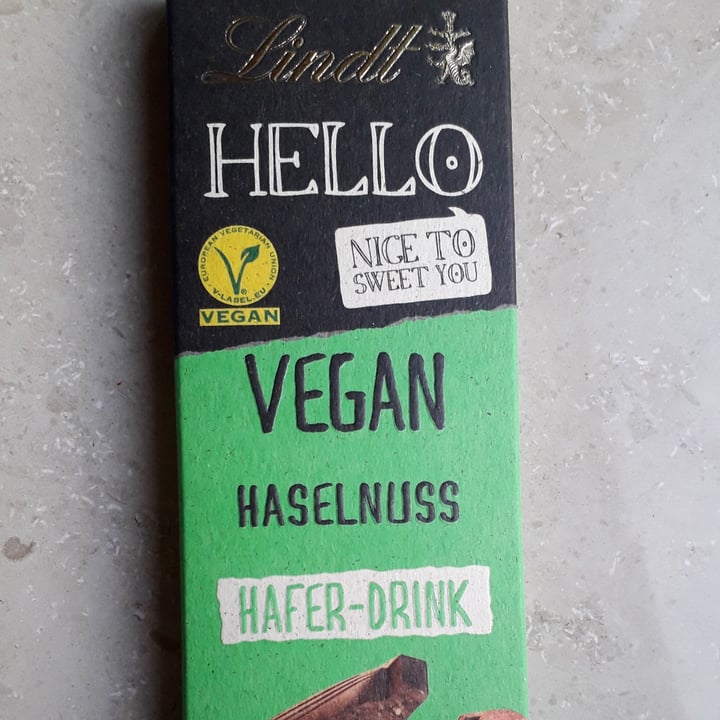 Lindt
HELLO
EUROPEAN VEGETARIAN UNION
V-LABEL.EU
VEGAN
NICE TO
SWEET YOU
VEGAN
HASELNUSS
HAFER-DRINK